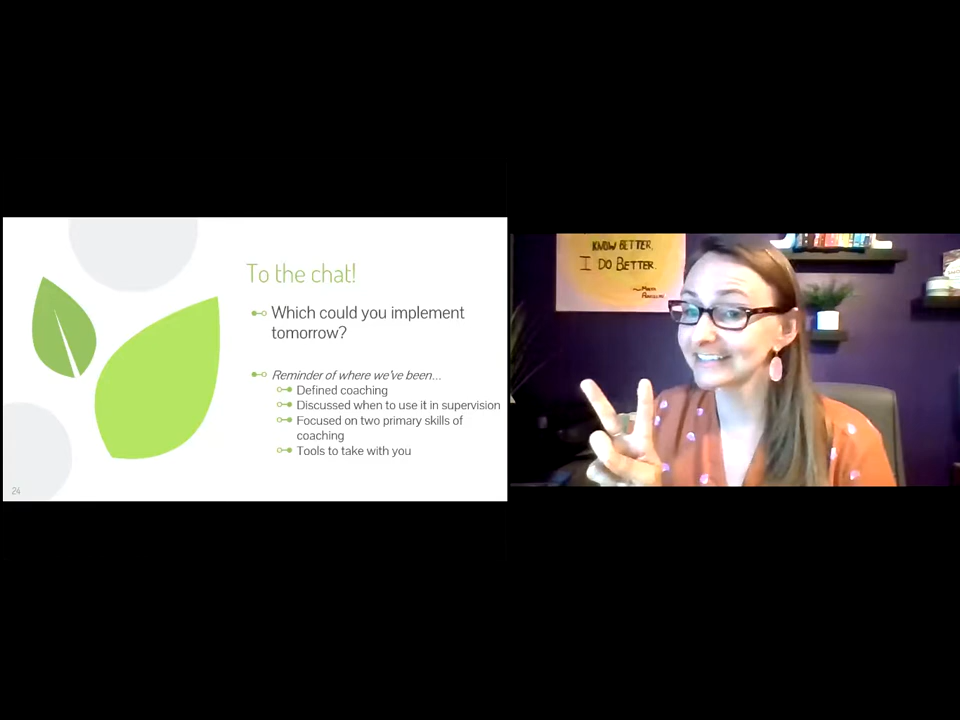 To the chat!
Which could you implement
tomorrow?
Reminder of where we've been...
Defined coaching
Discussed when to use it in supervision
Focused on two primary skills of
coaching
Tools to take with you
24
KNOW BETTER,
I DO BETTER.
~Maya
Angelou